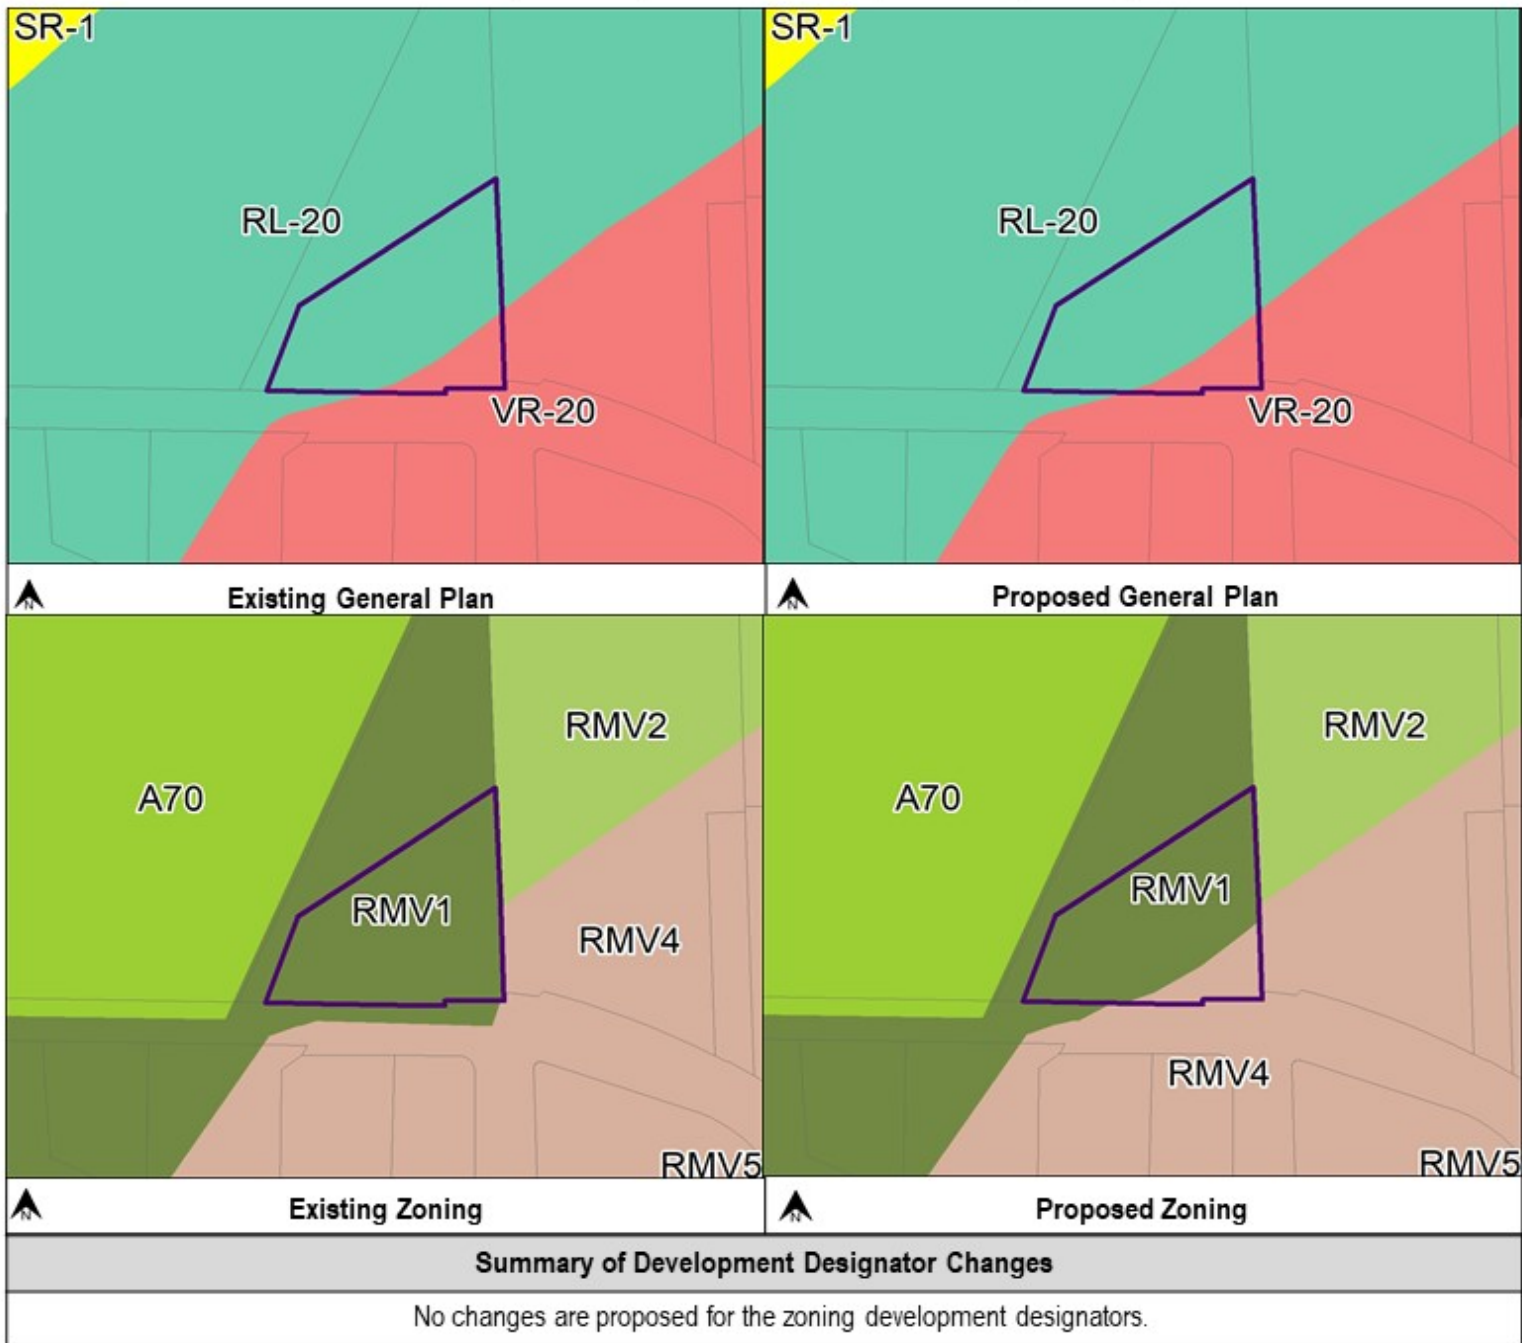 SR-1
SR-1
RL-20
RL-20
VR-20
VR-20
N
Existing General Plan
N
Proposed General Plan
RMV2
RMV2
A70
A70
RMV1
RMV1
RMV4
RMV4
RMV5
RMV5
N
Existing Zoning
N
Proposed Zoning
Summary of Development Designator Changes
No changes are proposed for the zoning development designators.